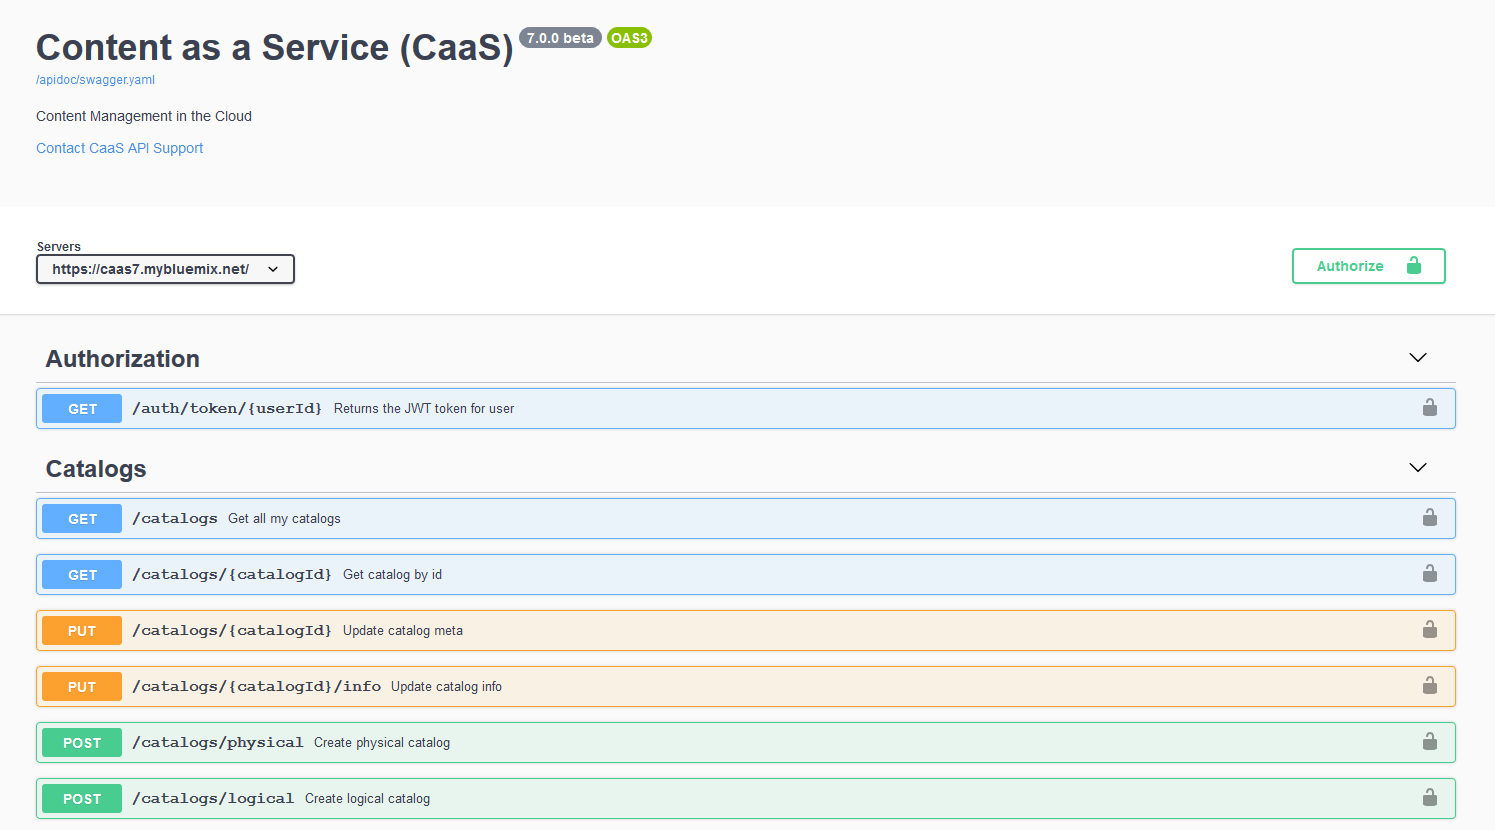 Content as a Service (CaaS) 7.0.0 beta OAS3
/apidoc/swagger.yaml
Content Management in the Cloud
Contact CaaS API Support
Servers
https://caas7.mybluemix.net/
Authorize
Authorization
GET /auth/token/{userId} Returns the JWT token for user
Catalogs
GET /catalogs Get all my catalogs
GET /catalogs/{catalogId} Get catalog by id
PUT /catalogs/{catalogId} Update catalog meta
PUT /catalogs/{catalogId}/info Update catalog info
POST /catalogs/physical Create physical catalog
POST /catalogs/logical Create logical catalog